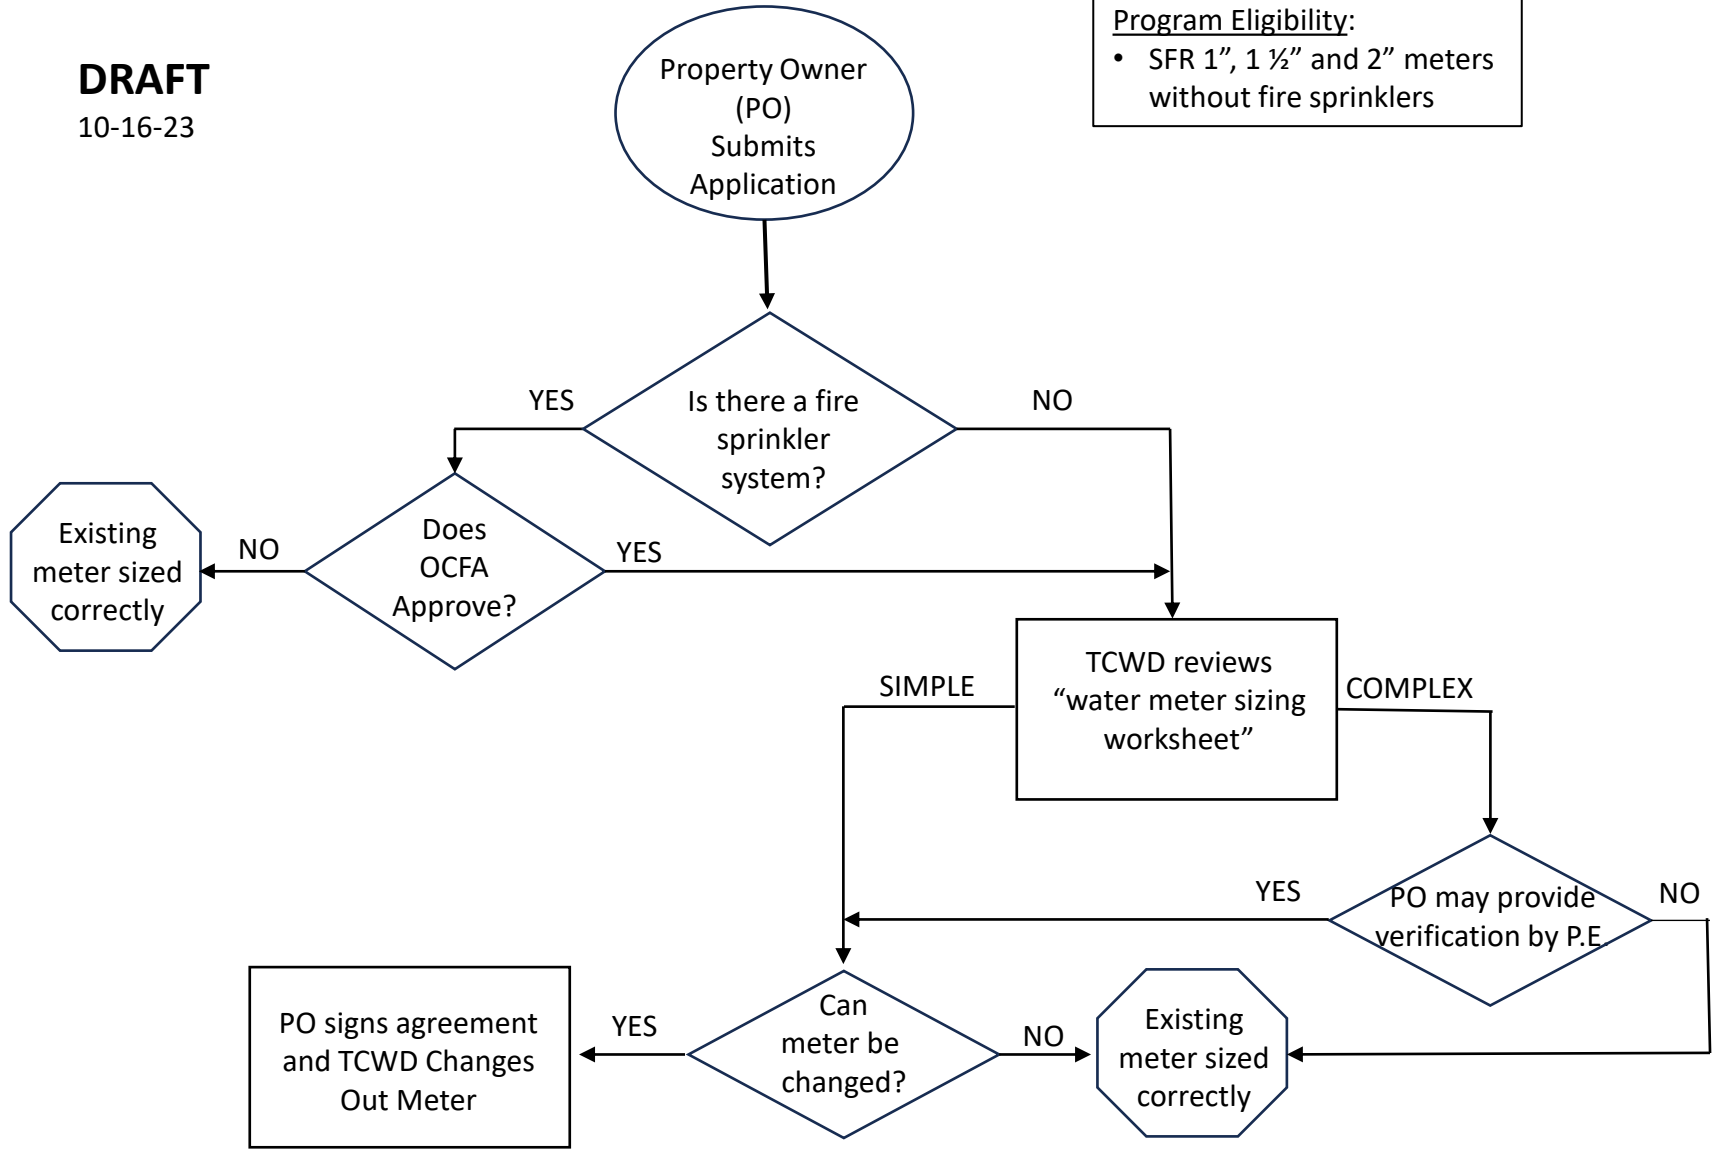 DRAFT
10-16-23
Property Owner
(PO)
Submits
Application
Program Eligibility:
• SFR 1”, 1 ½” and 2” meters
without fire sprinklers
YES
Is there a fire
sprinkler
system?
NO
Existing
meter sized
correctly
NO
Does
OCFA
Approve?
YES
TCWD reviews
“water meter sizing
worksheet”
SIMPLE
COMPLEX
YES
PO may provide
verification by P.E.
NO
PO signs agreement
and TCWD Changes
Out Meter
YES
Can
meter be
changed?
NO
Existing
meter sized
correctly